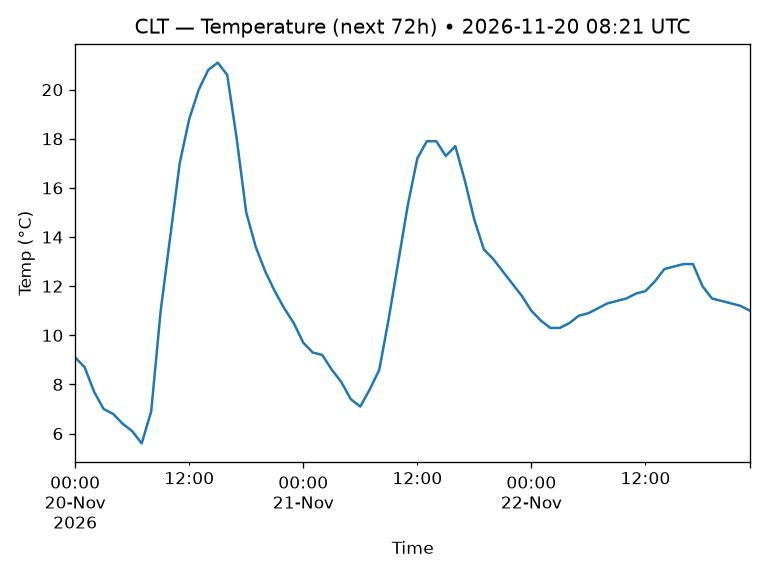 CLT — Temperature (next 72h) • 2026-11-20 08:21 UTC
Temp (°C)
20
18
16
14
12
10
8
6
00:00 12:00 00:00 12:00 00:00 12:00
20-Nov 21-Nov 22-Nov
2026
Time